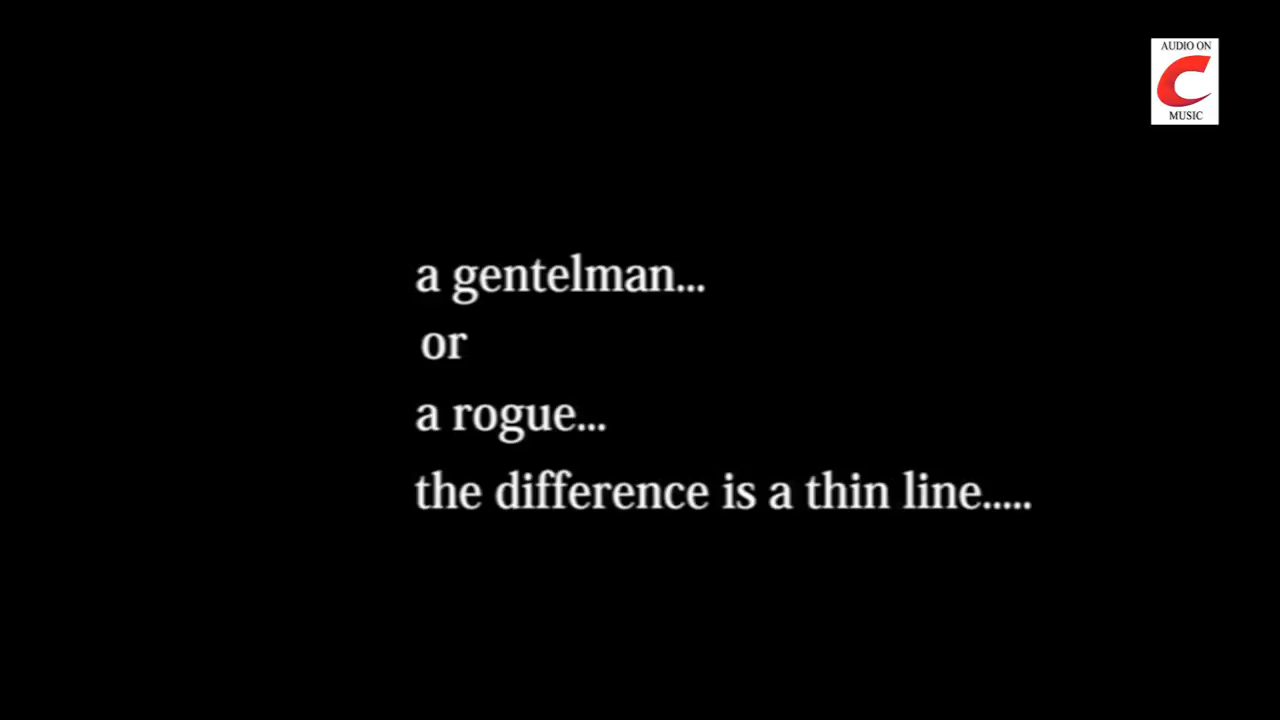 AUDIO ON
C
MUSIC
a gentelman...
or
a rogue...
the difference is a thin line.....